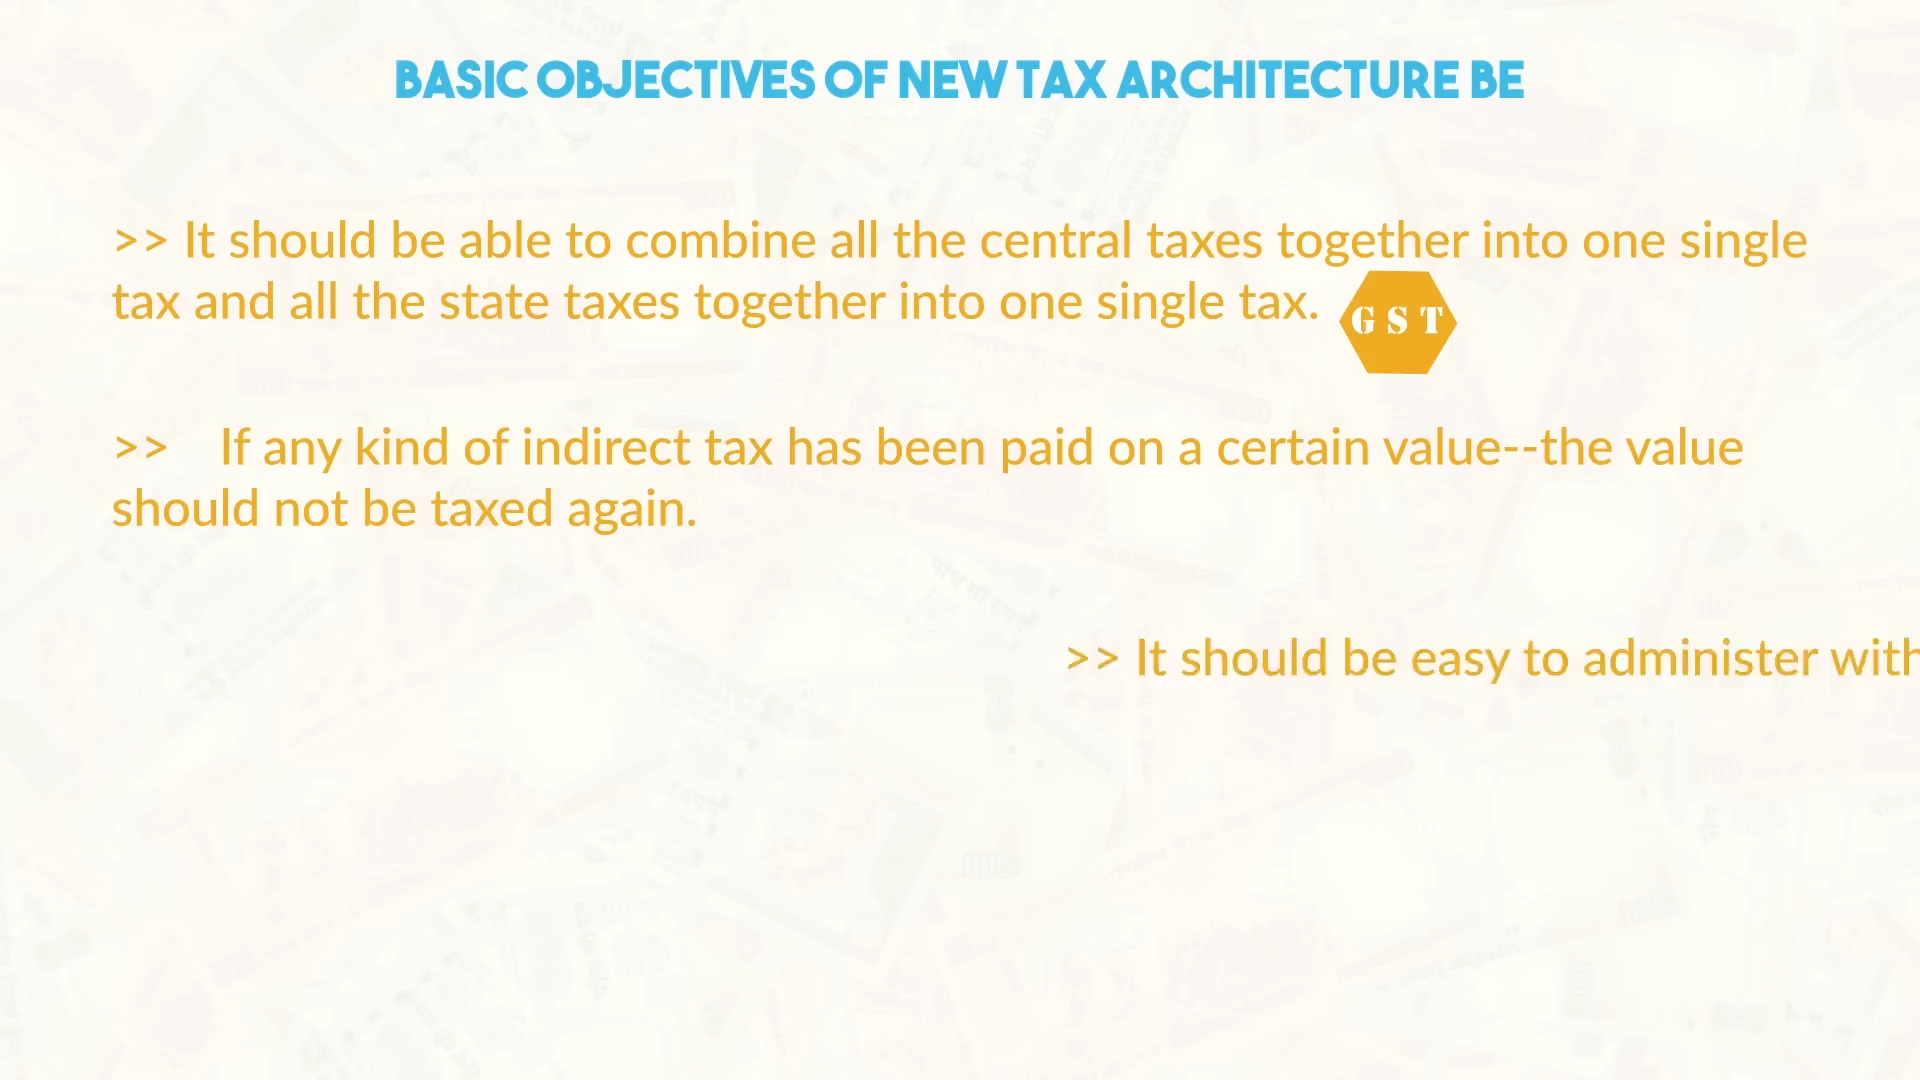 BASIC OBJECTIVES OF NEW TAX ARCHITECTURE BE
>> It should be able to combine all the central taxes together into one single
tax and all the state taxes together into one single tax.
G S T
>> If any kind of indirect tax has been paid on a certain value--the value
should not be taxed again.
>> It should be easy to administer with